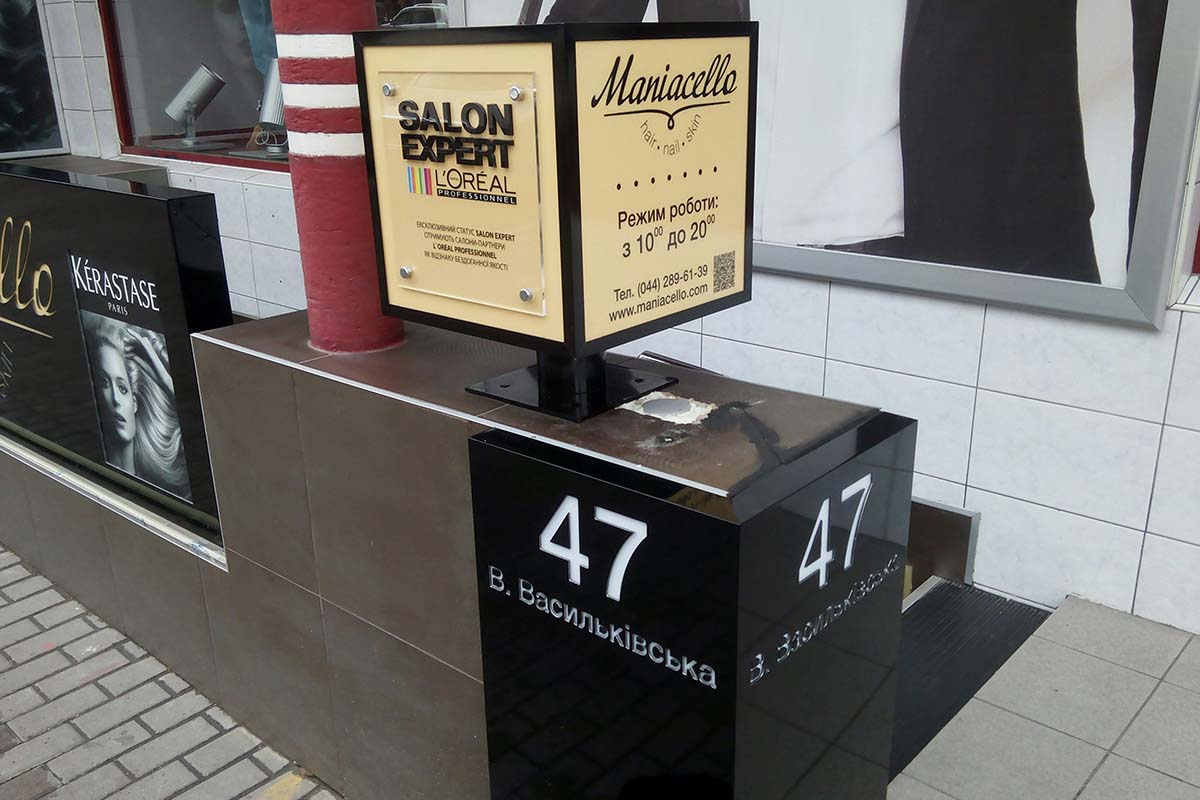 SALON
EXPERT
L'ORÉAL
PROFESSIONNEL
ЕКСКЛЮЗИВНИЙ СТАТУС SALON EXPERT
ОТРИМУЮТЬ САЛОНИ-ПАРТНЕРИ
L'OREAL PROFESSIONNEL
ЯК ВІДЗНАКУ БЕЗДОГАННОЇ ЯКОСТІ
Maniacello
hair · nail · skin
Режим роботи:
з 10⁰⁰ до 20⁰⁰
Тел. (044) 289-61-39
www.maniacello.com
KÉRASTASE
PARIS
47
В. Васильківська
47
В. Васильківська